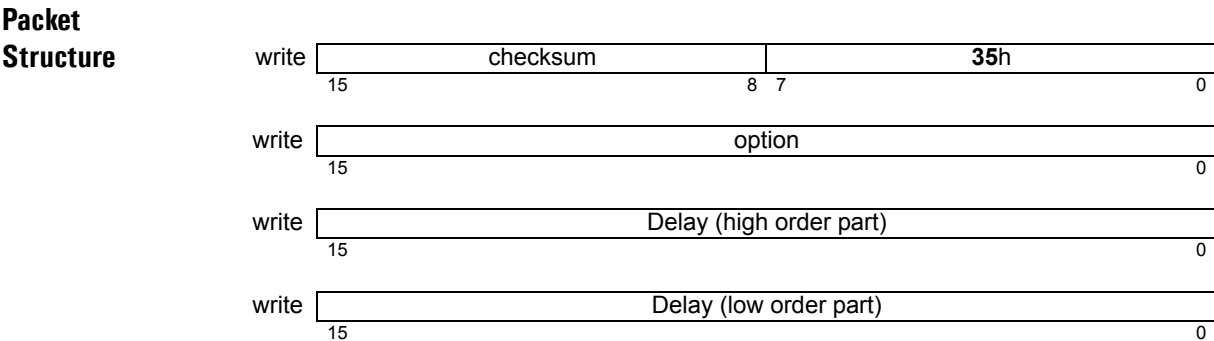 Packet
Structure
write checksum 35h
15 8 7 0
write option
15 0
write Delay (high order part)
15 0
write Delay (low order part)
15 0